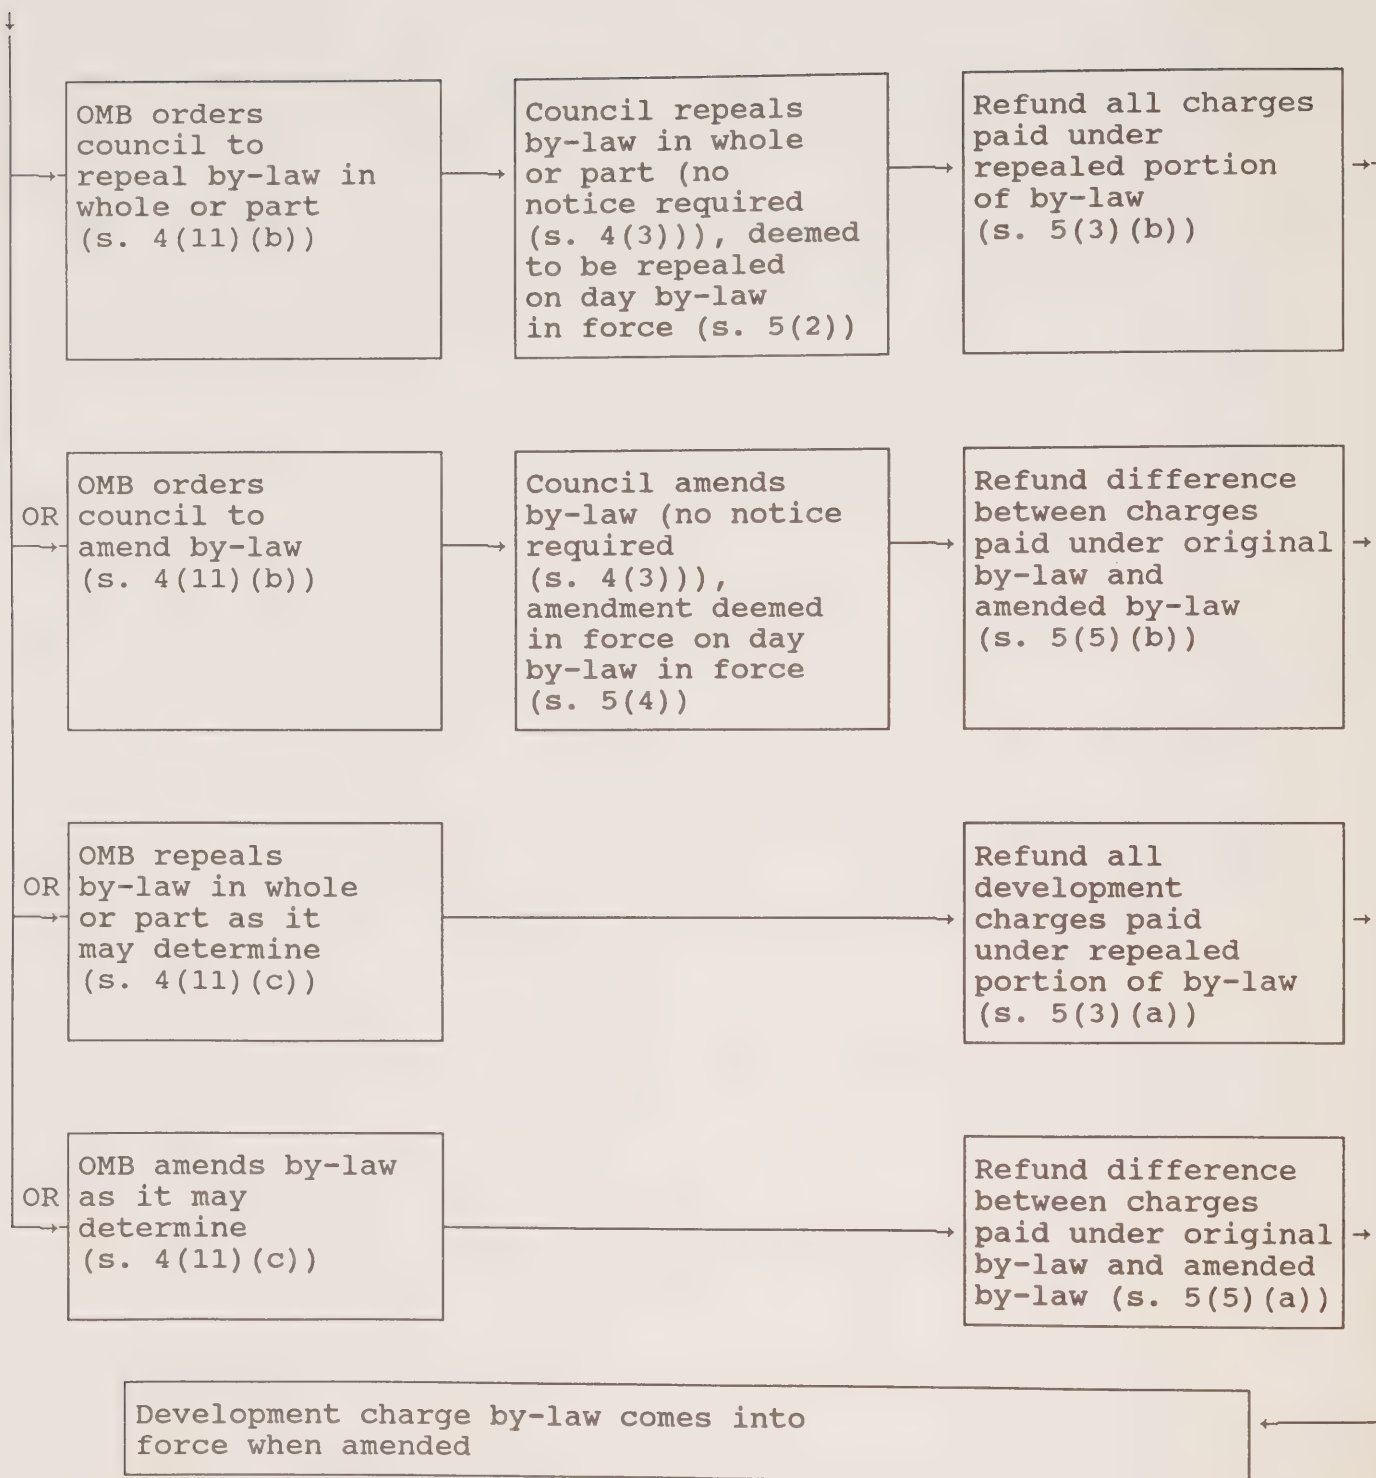 OMB orders
council to
repeal by-law in
whole or part
(s. 4(11)(b))
Council repeals
by-law in whole
or part (no
notice required
(s. 4(3))), deemed
to be repealed
on day by-law
in force (s. 5(2))
Refund all charges
paid under
repealed portion
of by-law
(s. 5(3)(b))
OR
OMB orders
council to
amend by-law
(s. 4(11)(b))
Council amends
by-law (no notice
required
(s. 4(3))),
amendment deemed
in force on day
by-law in force
(s. 5(4))
Refund difference
between charges
paid under original
by-law and
amended by-law
(s. 5(5)(b))
OR
OMB repeals
by-law in whole
or part as it
may determine
(s. 4(11)(c))
Refund all
development
charges paid
under repealed
portion of by-law
(s. 5(3)(a))
OR
OMB amends by-law
as it may
determine
(s. 4(11)(c))
Refund difference
between charges
paid under original
by-law and amended
by-law (s. 5(5)(a))
Development charge by-law comes into
force when amended